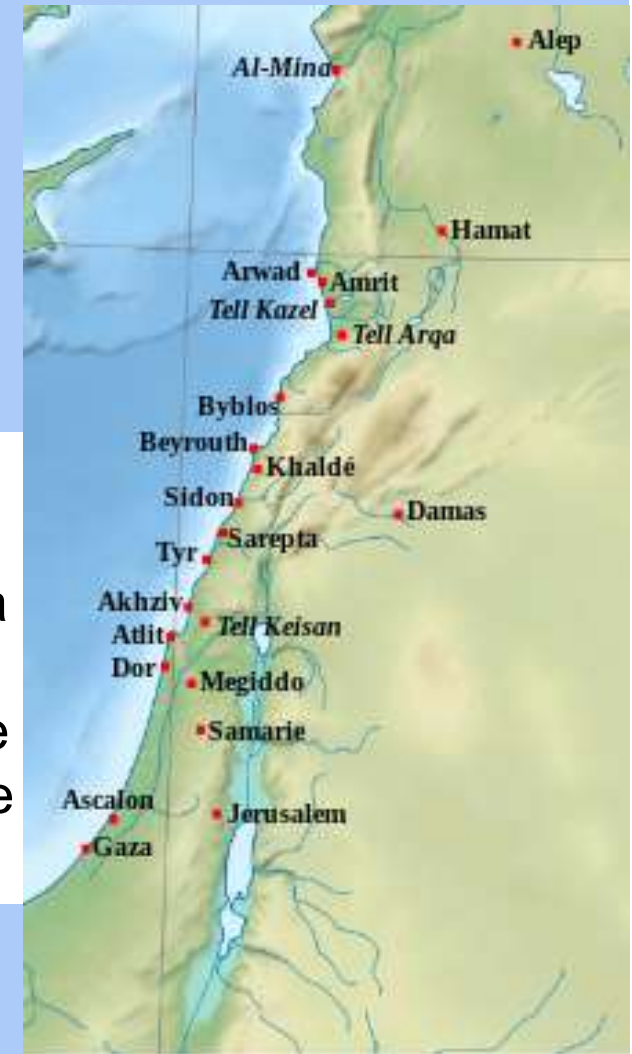 Alep
Al-Mina
Hamat
Arwad
Amrit
Tell Kazel
Tell Arqa
Byblos
Beyrouth
Khaldé
Sidon
Damas
Sarepta
Tyr
Akhziv
Tell Keisan
Atlit
Dor
Megiddo
Samarie
Ascalon
Jerusalem
Gaza
a
e
e